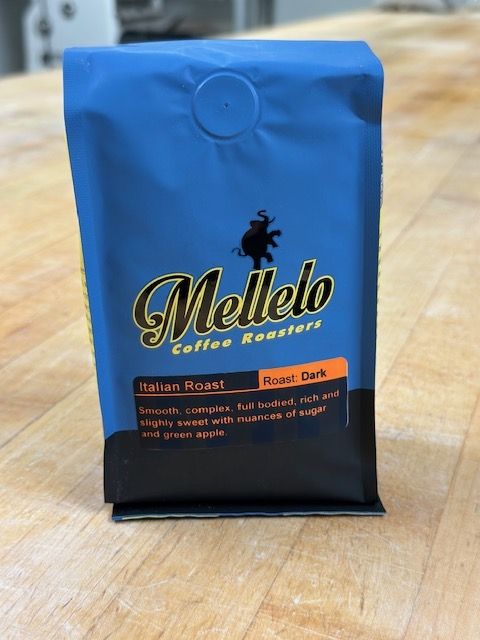 Mellelo
Coffee Roasters
Italian Roast
Roast: Dark
Smooth, complex, full bodied, rich and
slighly sweet with nuances of sugar
and green apple.